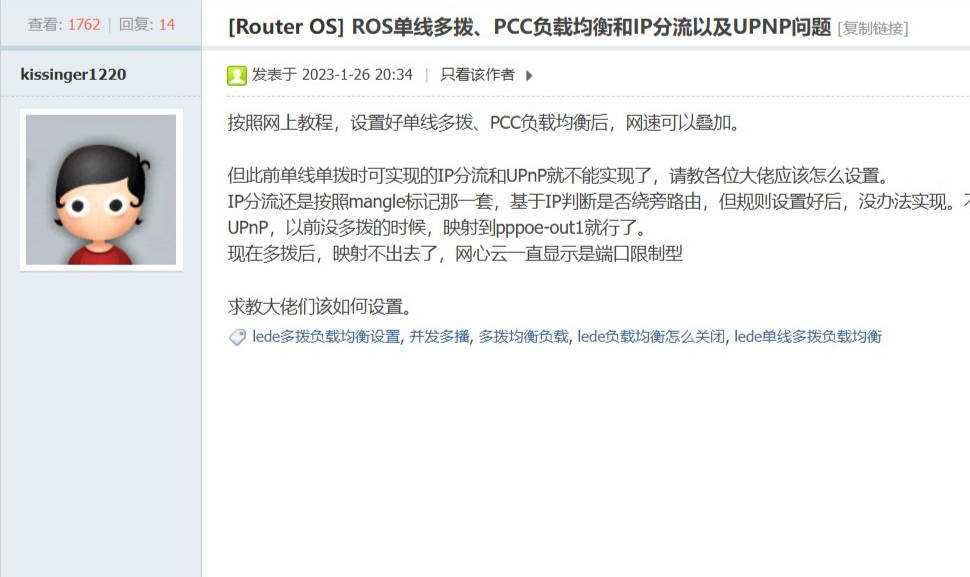 查看: 1762 | 回复: 14
[Router OS] ROS单线多拨、PCC负载均衡和IP分流以及UPNP问题 [复制链接]
kissinger1220
发表于 2023-1-26 20:34 | 只看该作者
按照网上教程，设置好单线多拨、PCC负载均衡后，网速可以叠加。
但此前单线单拨时可实现的IP分流和UPnP就不能实现了，请教各位大佬应该怎么设置。
IP分流还是按照mangle标记那一套，基于IP判断是否绕旁路由，但规则设置好后，没办法实现。
UPnP，以前没多拨的时候，映射到pppoe-out1就行了。
现在多拨后，映射不出去了，网心云一直显示是端口限制型
求教大佬们该如何设置。
lede多拨负载均衡设置, 并发多播, 多拨均衡负载, lede负载均衡怎么关闭, lede单线多拨负载均衡